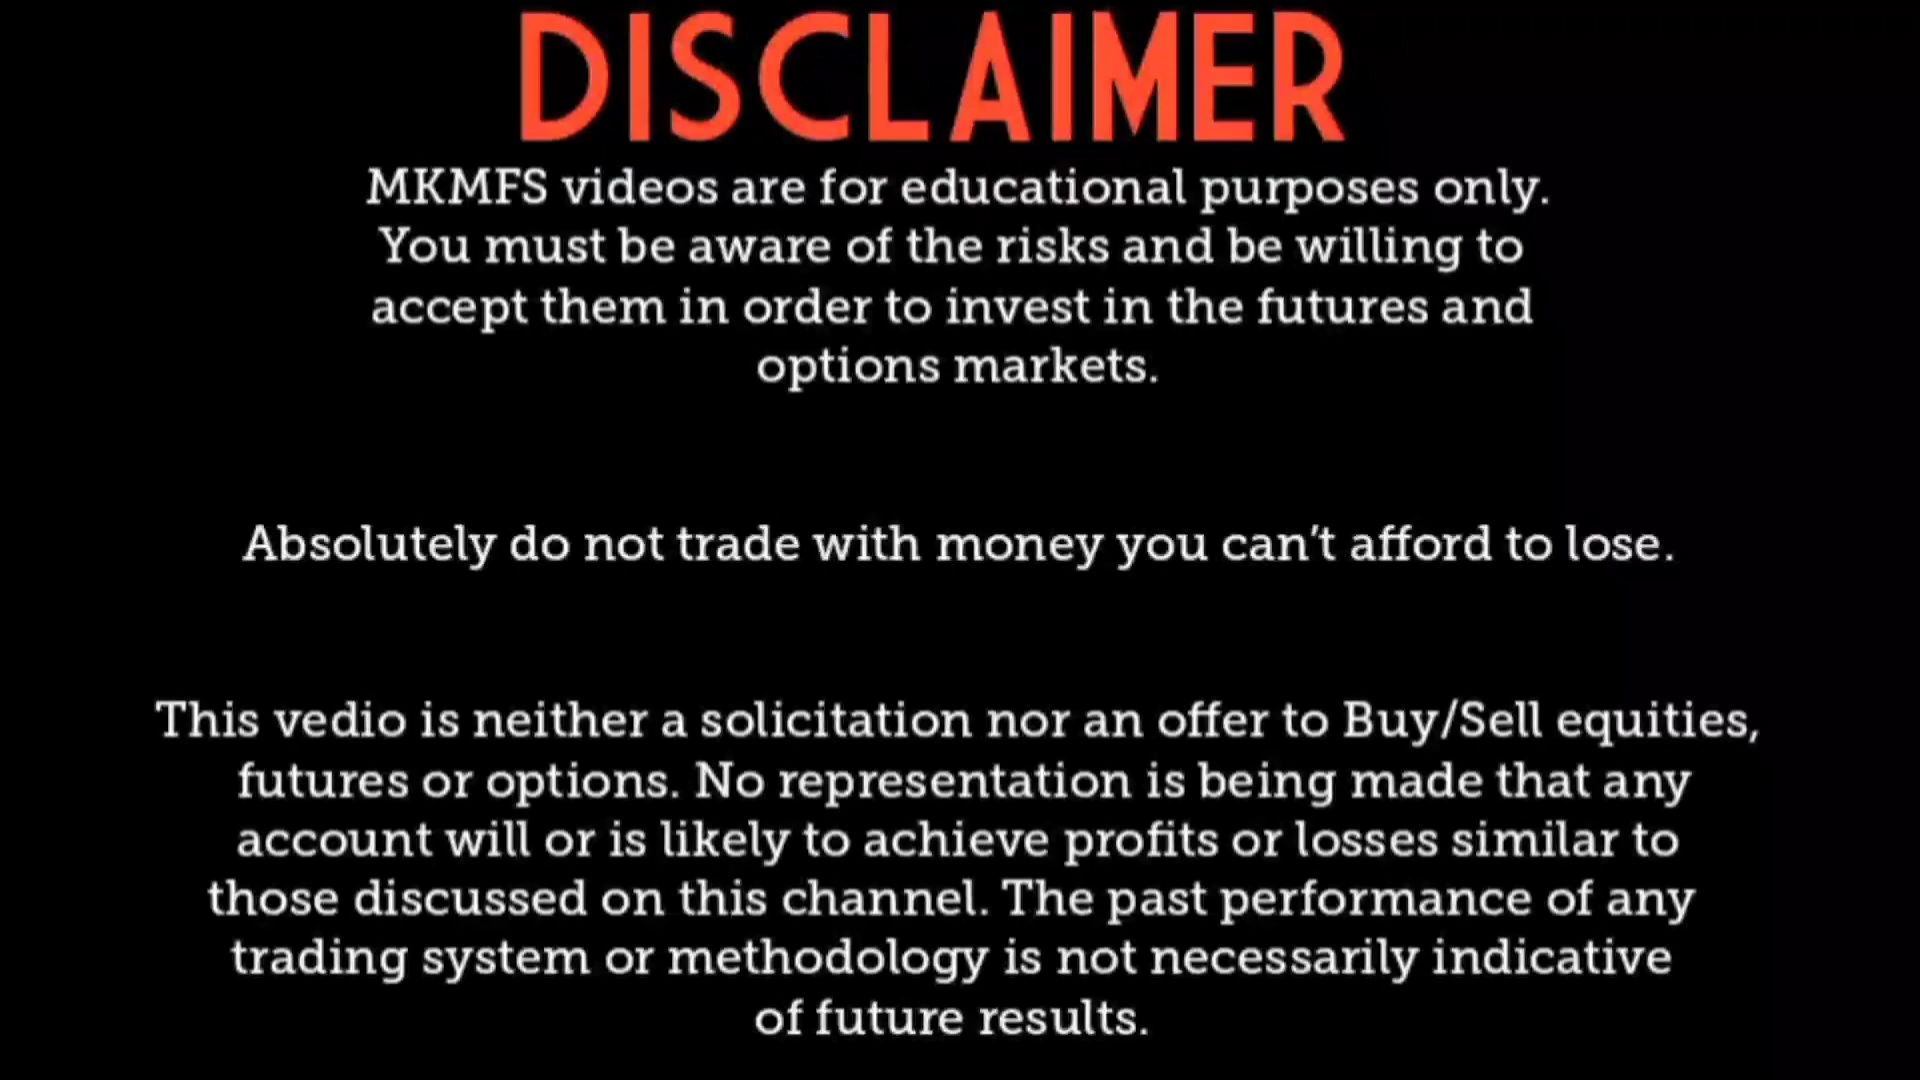 DISCLAIMER
MKMFS videos are for educational purposes only.
You must be aware of the risks and be willing to
accept them in order to invest in the futures and
options markets.
Absolutely do not trade with money you can't afford to lose.
This vedio is neither a solicitation nor an offer to Buy/Sell equities,
futures or options. No representation is being made that any
account will or is likely to achieve profits or losses similar to
those discussed on this channel. The past performance of any
trading system or methodology is not necessarily indicative
of future results.